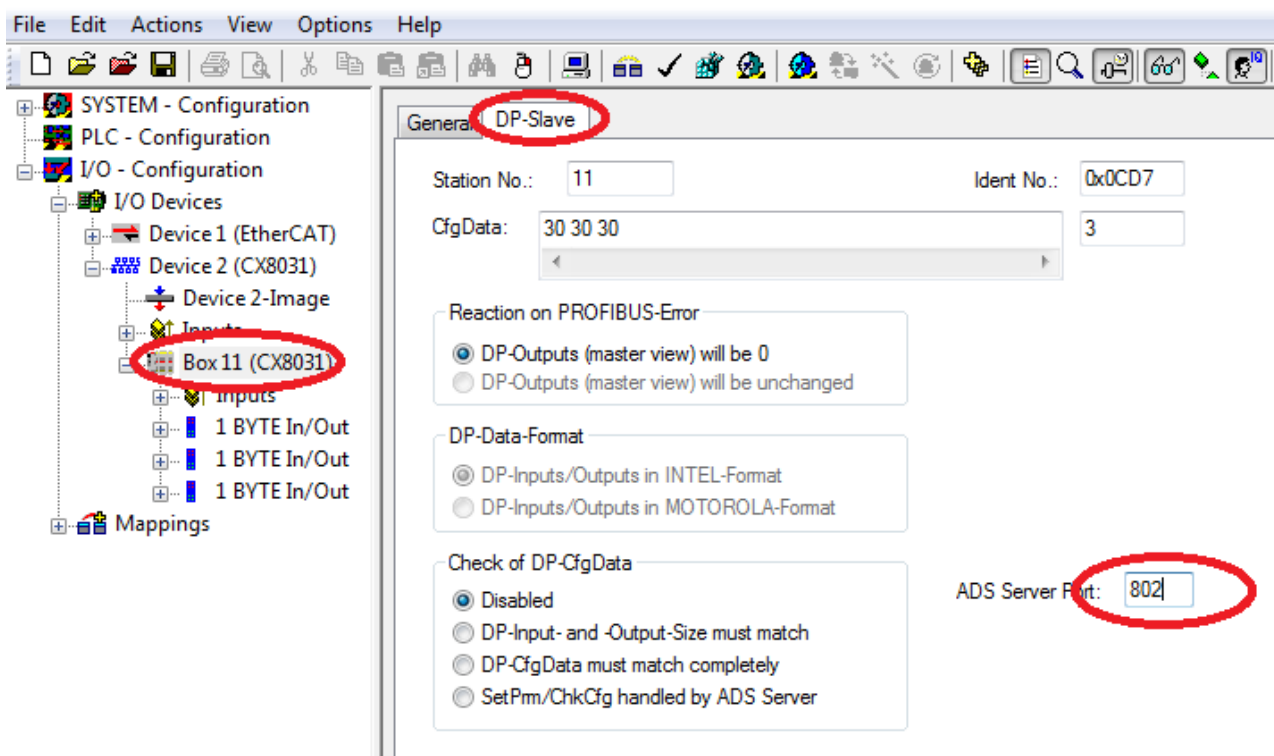 File Edit Actions View Options Help
SYSTEM - Configuration
PLC - Configuration
I/O - Configuration
I/O Devices
Device 1 (EtherCAT)
Device 2 (CX8031)
Device 2-Image
Inputs
Box 11 (CX8031)
Inputs
1 BYTE In/Out
1 BYTE In/Out
1 BYTE In/Out
Mappings
General DP-Slave
Station No.: 11 Ident No.: 0x0CD7
CfgData: 30 30 30 3
Reaction on PROFIBUS-Error
DP-Outputs (master view) will be 0
DP-Outputs (master view) will be unchanged
DP-Data-Format
DP-Inputs/Outputs in INTEL-Format
DP-Inputs/Outputs in MOTOROLA-Format
Check of DP-CfgData
Disabled
DP-Input- and -Output-Size must match
DP-CfgData must match completely
SetPrm/ChkCfg handled by ADS Server
ADS Server Port: 802